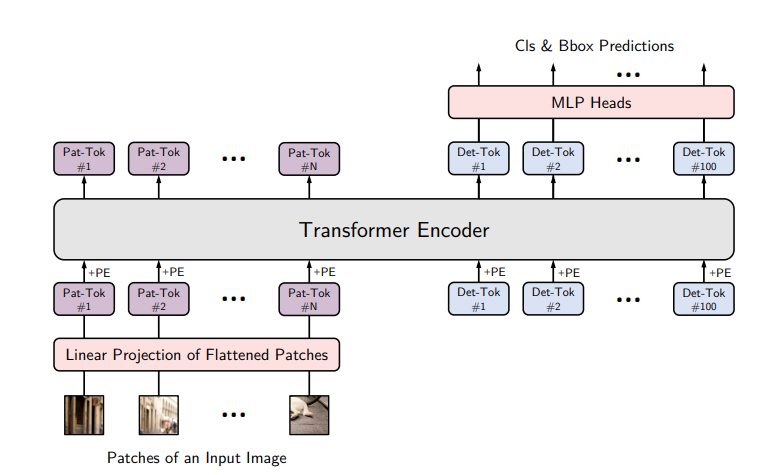 Cls & Bbox Predictions
...
MLP Heads
Pat-Tok #1
Pat-Tok #2
...
Pat-Tok #N
Det-Tok #1
Det-Tok #2
...
Det-Tok #100
Transformer Encoder
+PE
+PE
+PE
+PE
+PE
+PE
Pat-Tok #1
Pat-Tok #2
...
Pat-Tok #N
Det-Tok #1
Det-Tok #2
...
Det-Tok #100
Linear Projection of Flattened Patches
...
Patches of an Input Image